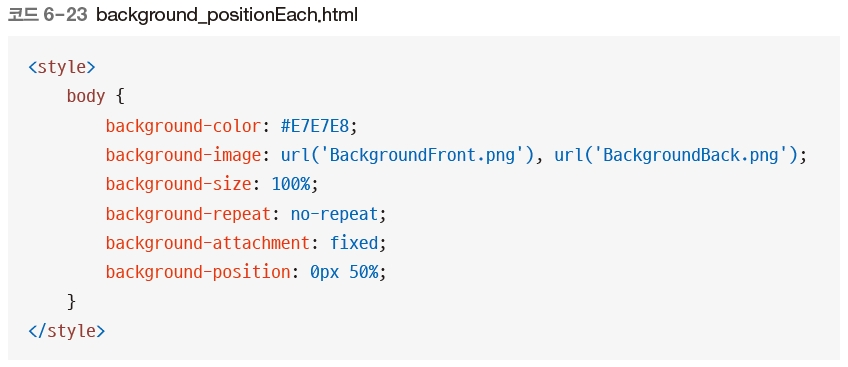 코드 6-23 background_positionEach.html
<style>
    body {
        background-color: #E7E7E8;
        background-image: url('BackgroundFront.png'), url('BackgroundBack.png');
        background-size: 100%;
        background-repeat: no-repeat;
        background-attachment: fixed;
        background-position: 0px 50%;
    }
</style>